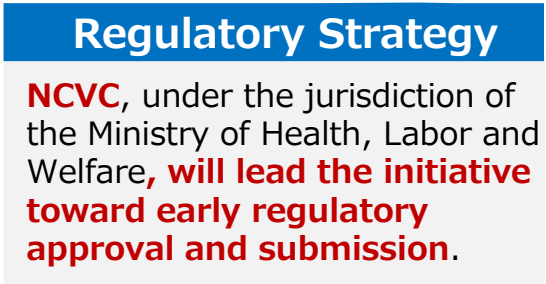 Regulatory Strategy
NCVC, under the jurisdiction of
the Ministry of Health, Labor and
Welfare, will lead the initiative
toward early regulatory
approval and submission.